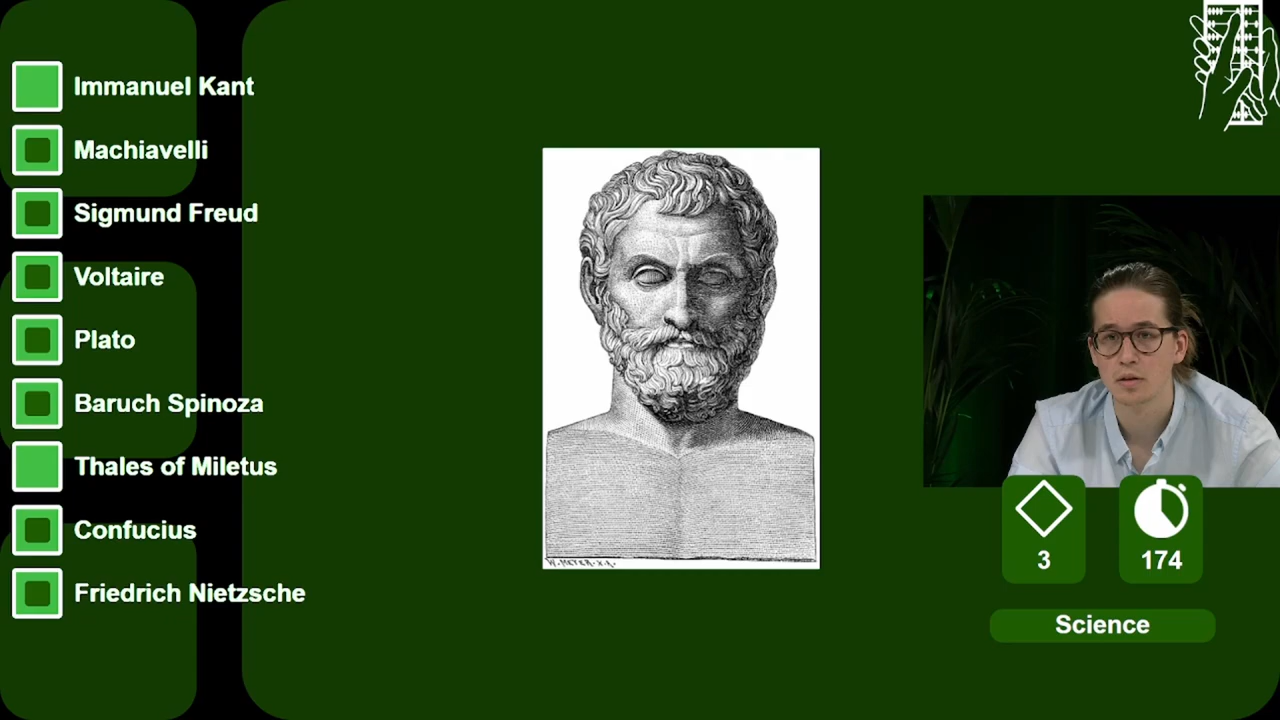 Immanuel Kant
Machiavelli
Sigmund Freud
Voltaire
Plato
Baruch Spinoza
Thales of Miletus
Confucius
Friedrich Nietzsche
3
174
Science